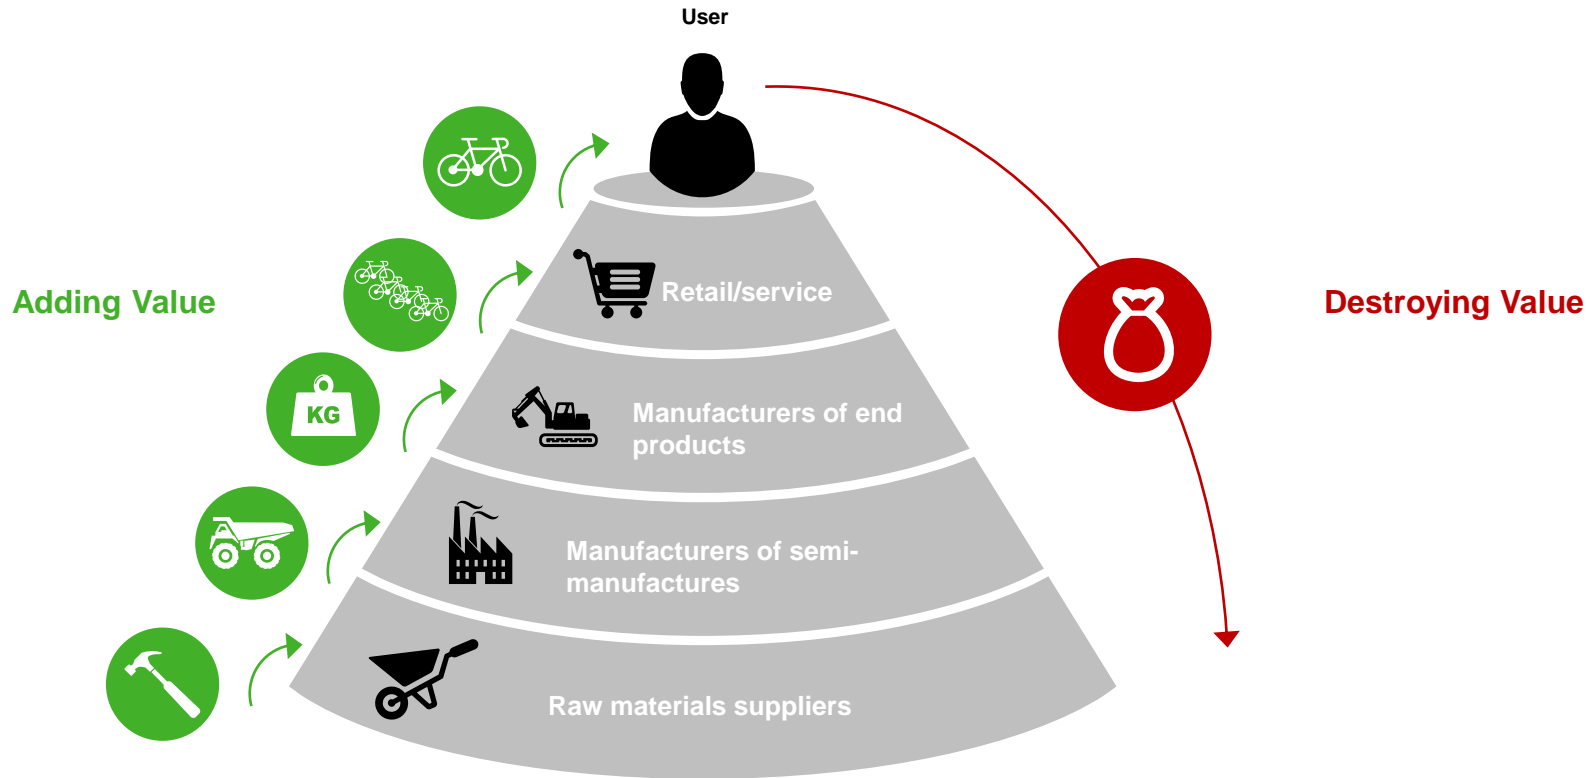 User
Adding Value
Destroying Value
Retail/service
KG
Manufacturers of end
products
Manufacturers of semi-
manufactures
Raw materials suppliers